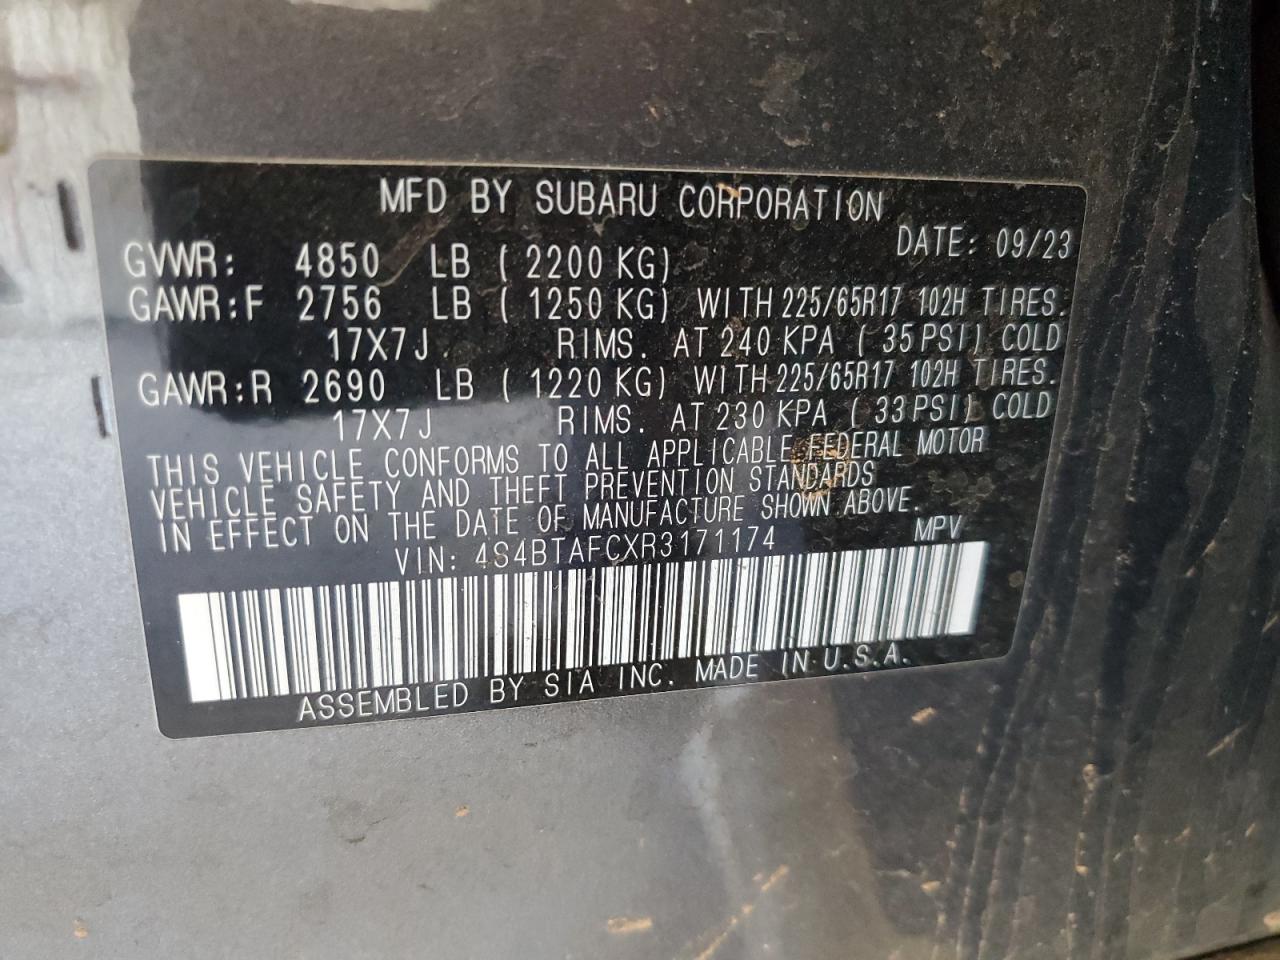 MFD BY SUBARU CORPORATION
DATE: 09/23
GVWR: 4850 LB ( 2200 KG)
GAWR:F 2756 LB ( 1250 KG) WITH 225/65R17 102H TIRES.
17X7J RIMS. AT 240 KPA ( 35 PSI) COLD
GAWR:R 2690 LB ( 1220 KG) WITH 225/65R17 102H TIRES.
17X7J RIMS. AT 230 KPA ( 33 PSI) COLD
THIS VEHICLE CONFORMS TO ALL APPLICABLE FEDERAL MOTOR
VEHICLE SAFETY AND THEFT PREVENTION STANDARDS
IN EFFECT ON THE DATE OF MANUFACTURE SHOWN ABOVE.
VIN: 4S4BTAFCXR3171174 MPV
ASSEMBLED BY SIA INC. MADE IN U.S.A.